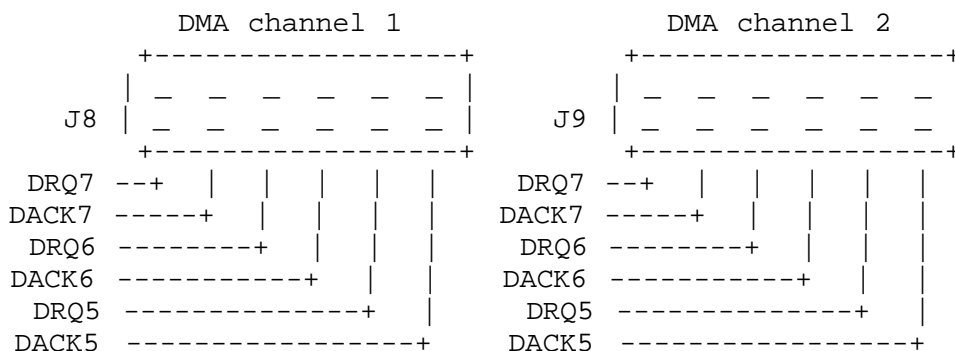 DMA channel 1 DMA channel 2
J8 J9
DRQ7 DRQ7
DACK7 DACK7
DRQ6 DRQ6
DACK6 DACK6
DRQ5 DRQ5
DACK5 DACK5